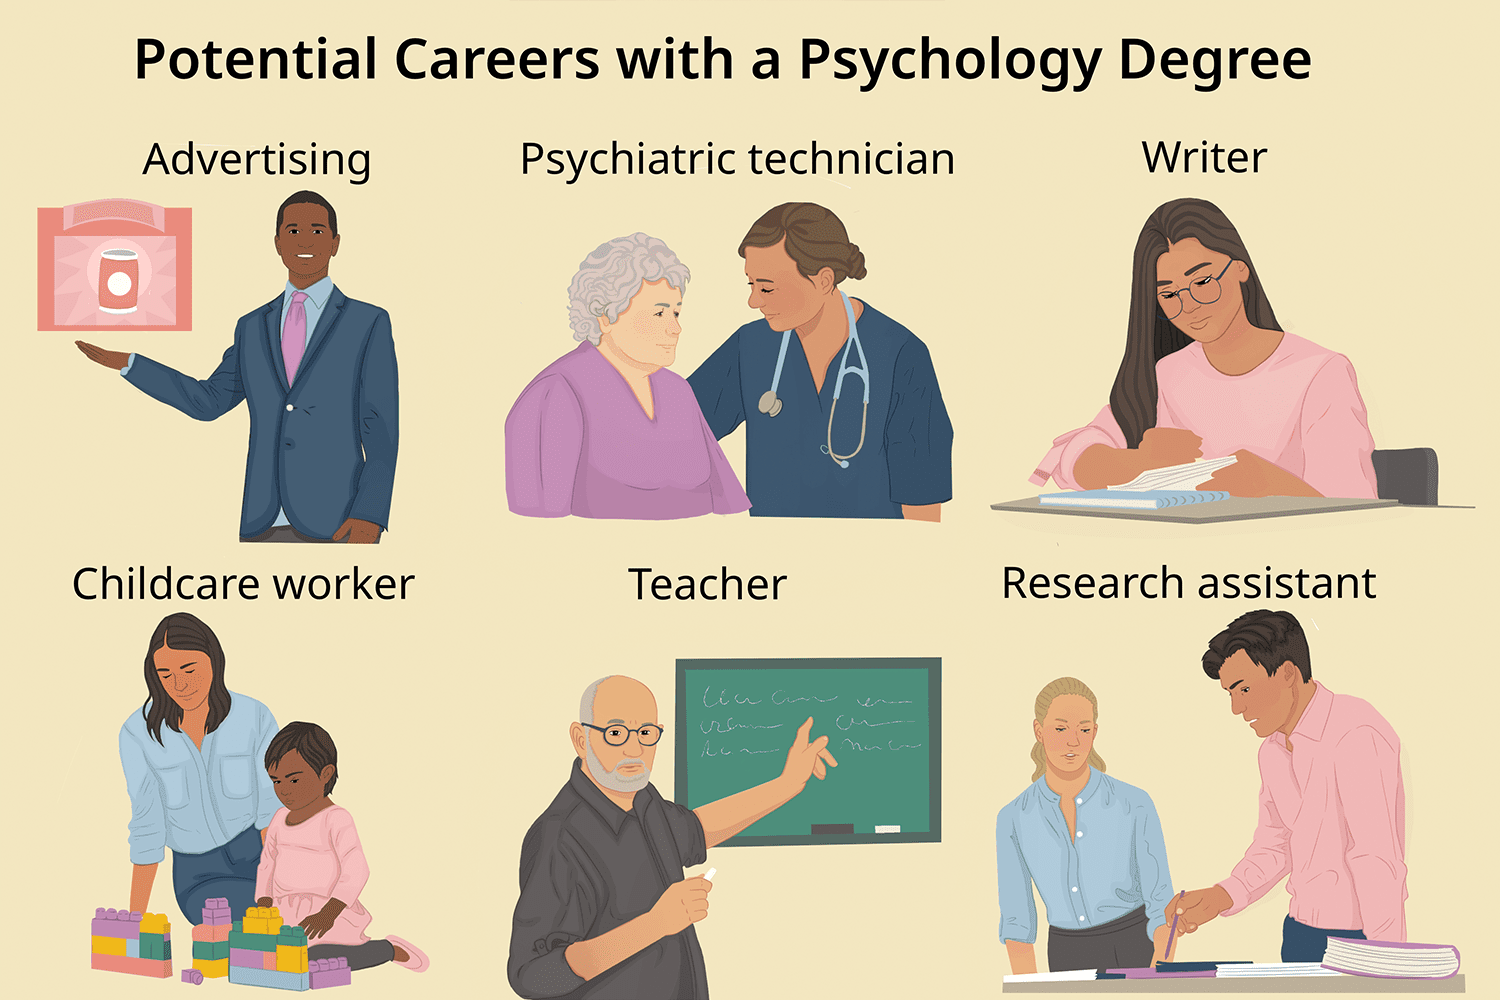 Potential Careers with a Psychology Degree
Advertising
Psychiatric technician
Writer
Childcare worker
Teacher
Research assistant